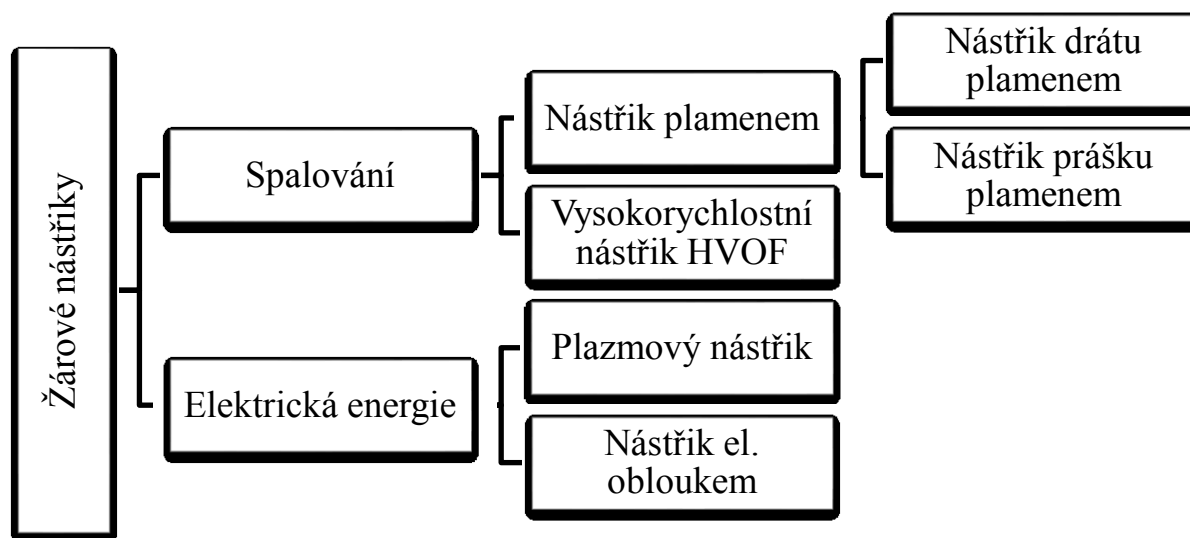 Žárové nástřiky
Spalování
Nástřik plamenem
Nástřik drátu
plamenem
Nástřik prášku
plamenem
Vysokorychlostní
nástřik HVOF
Elektrická energie
Plazmový nástřik
Nástřik el.
obloukem